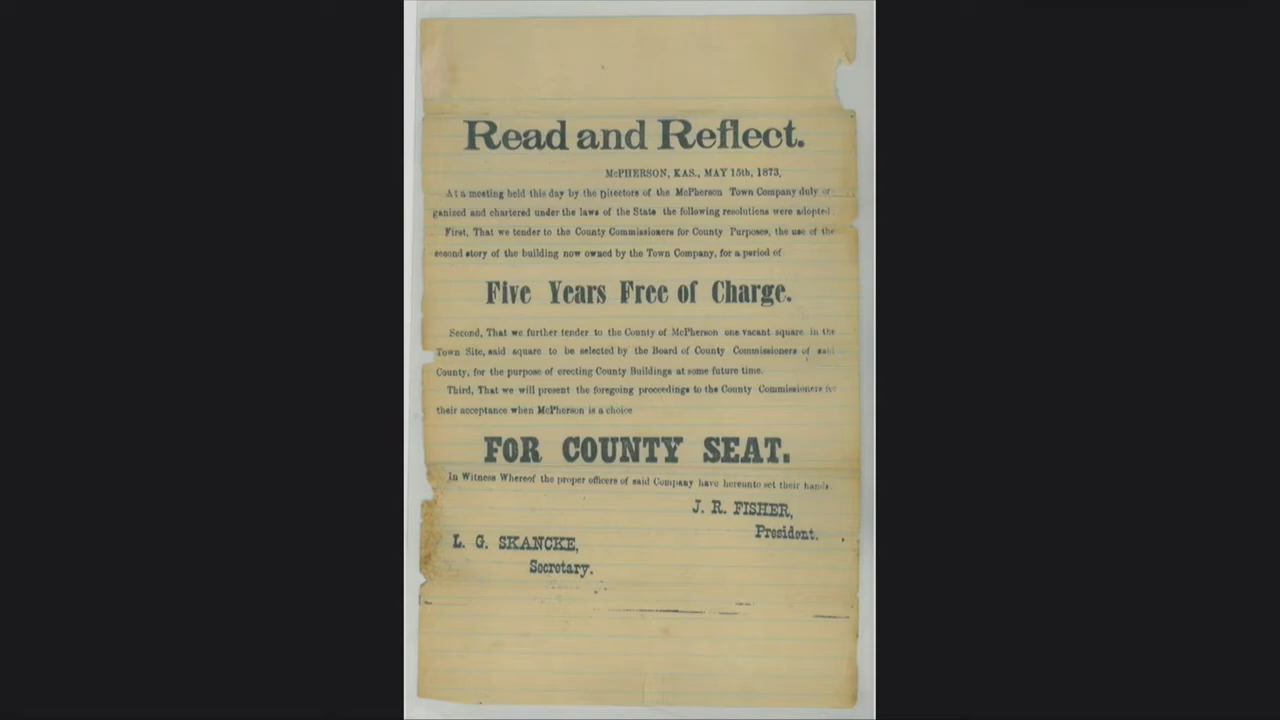 Read and Reflect.
McPHERSON, KAS., MAY 15th, 1873,
At a meeting held this day by the Directors of the McPherson Town Company duly or-
ganized and chartered under the laws of the State the following resolutions were adopted:
First, That we tender to the County Commissioners for County Purposes, the use of the
second story of the building now owned by the Town Company, for a period of
Five Years Free of Charge.
Second, That we further tender to the County of McPherson one vacant square in the
Town Site, said square to be selected by the Board of County Commissioners of said
County, for the purpose of erecting County Buildings at some future time.
Third, That we will present the foregoing proceedings to the County Commissioners for
their acceptance when McPherson is a choice
FOR COUNTY SEAT.
In Witness Whereof the proper officers of said Company have hereunto set their hands.
J. R. FISHER,
President.
L. G. SKANCKE,
Secretary.